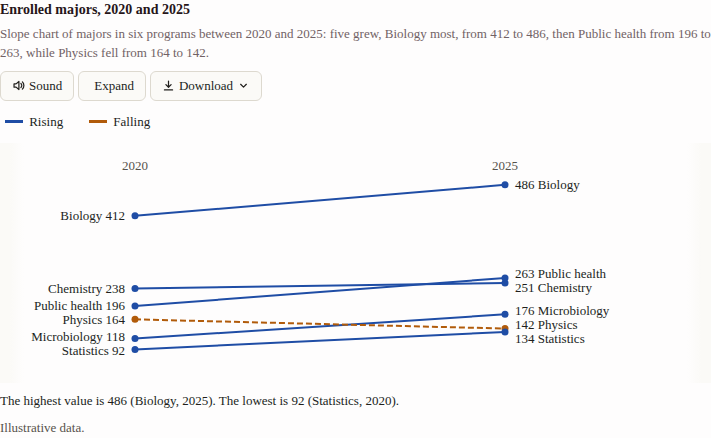 Enrolled majors, 2020 and 2025
Slope chart of majors in six programs between 2020 and 2025: five grew, Biology most, from 412 to 486, then Public health from 196 to
263, while Physics fell from 164 to 142.
Sound Expand Download
Rising Falling
2020 2025
486 Biology
Biology 412
263 Public health
Chemistry 238 251 Chemistry
Public health 196 176 Microbiology
Physics 164 142 Physics
Microbiology 118 134 Statistics
Statistics 92
The highest value is 486 (Biology, 2025). The lowest is 92 (Statistics, 2020).
Illustrative data.